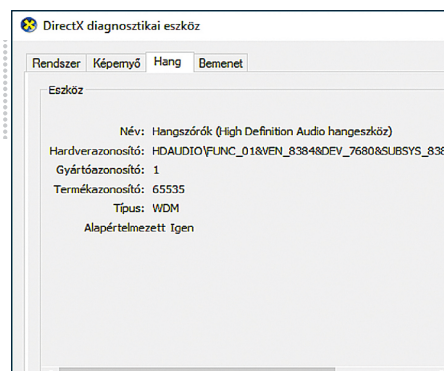 DirectX diagnosztikai eszköz
Rendszer Képernyő Hang Bemenet
Eszköz
Név: Hangszórók (High Definition Audio hangeszköz)
Hardverazonosító: HDAUDIO\FUNC_01&VEN_8384&DEV_7680&SUBSYS_838
Gyártóazonosító: 1
Termékazonosító: 65535
Típus: WDM
Alapértelmezett Igen